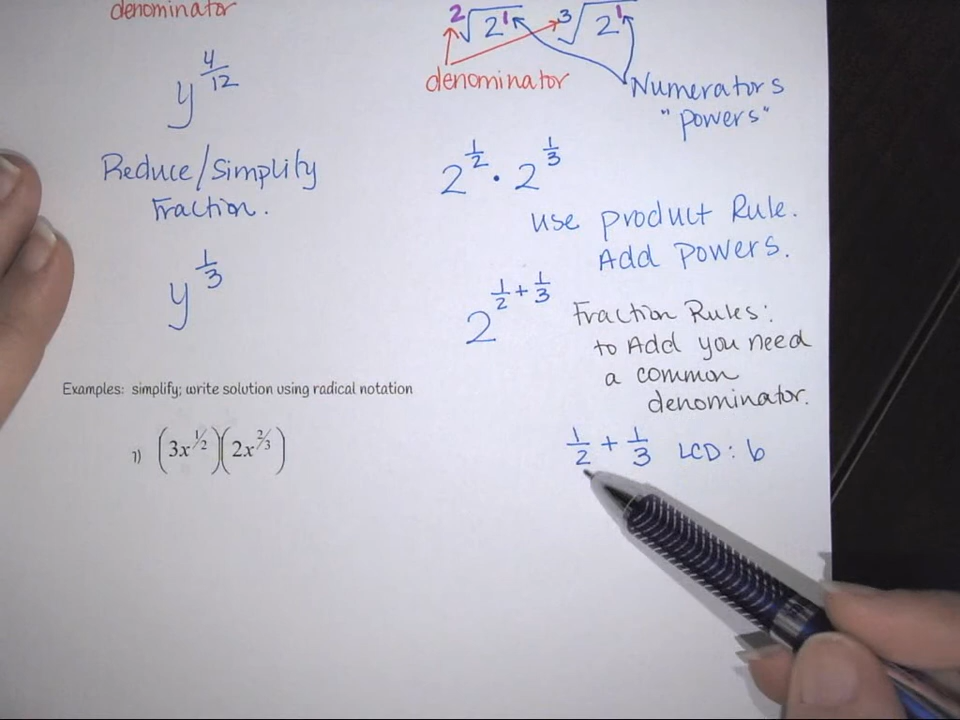 denominator
y^(4/12)
Reduce/Simplify
Fraction.
y^(1/3)
Examples: simplify; write solution using radical notation
7) (3x^(1/2))(2x^(2/3))
²√2¹ ³√2¹
denominator
Numerators
"powers"
2^(1/2) · 2^(1/3)
use product Rule.
Add Powers.
2^(1/2 + 1/3)
Fraction Rules:
to Add you need
a common
denominator.
1/2 + 1/3 LCD: 6